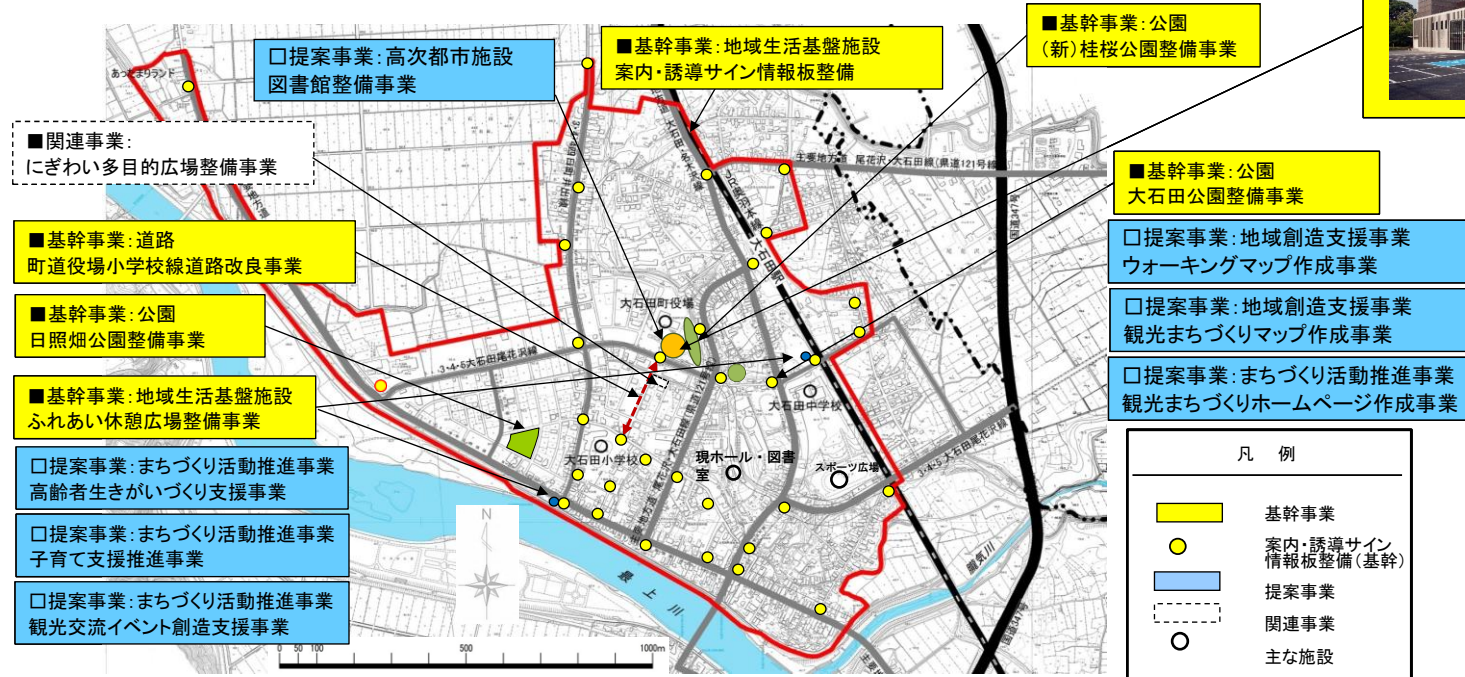 □提案事業：高次都市施設
図書館整備事業
■基幹事業：地域生活基盤施設
案内・誘導サイン情報板整備
■基幹事業：公園
（新）桂桜公園整備事業
■関連事業：
にぎわい多目的広場整備事業
■基幹事業：道路
町道役場小学校線道路改良事業
■基幹事業：公園
日照畑公園整備事業
■基幹事業：地域生活基盤施設
ふれあい休憩広場整備事業
□提案事業：まちづくり活動推進事業
高齢者生きがいづくり支援事業
□提案事業：まちづくり活動推進事業
子育て支援推進事業
□提案事業：まちづくり活動推進事業
観光交流イベント創造支援事業
■基幹事業：公園
大石田公園整備事業
□提案事業：地域創造支援事業
ウォーキングマップ作成事業
□提案事業：地域創造支援事業
観光まちづくりマップ作成事業
□提案事業：まちづくり活動推進事業
観光まちづくりホームページ作成事業
あったまりランド
主要地方道 尾花沢・大石田線(県道121号線)
国道347号
JR奥羽本線
大石田駅
大石田町役場
3・4・5大石田尾花沢線
大石田中学校
大石田小学校
現ホール・図書
室
スポーツ広場
3・4・5 大石田尾花沢線
最上川
朧気川
国道347号
N
0 50 100 500 1000m
凡 例
基幹事業
案内・誘導サイン
情報板整備(基幹)
提案事業
関連事業
主な施設